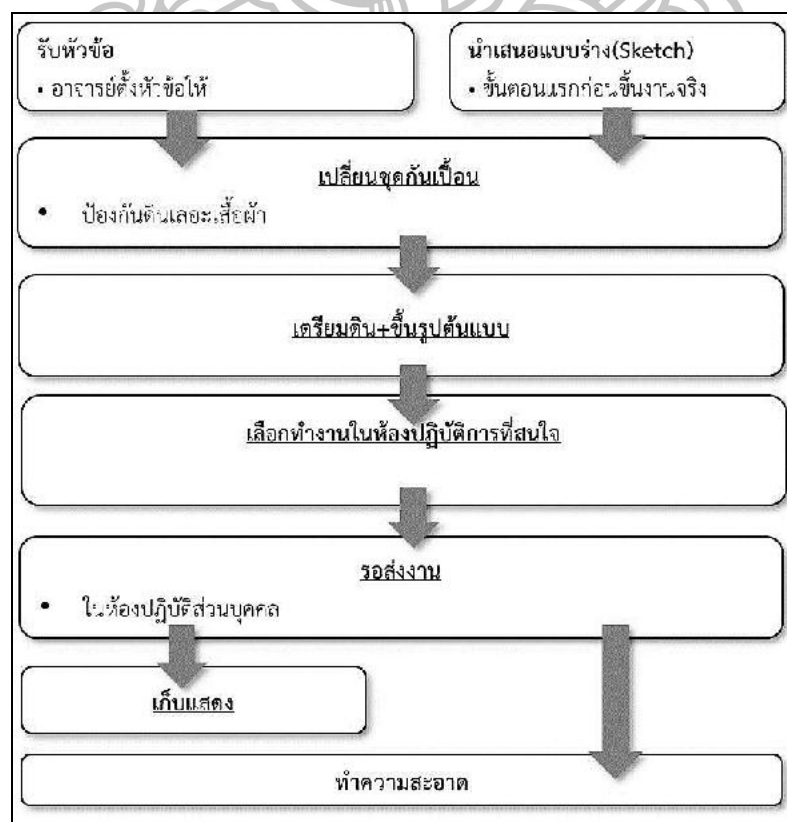 รับหัวข้อ
• อาจารย์ตั้งหัวข้อให้
นำเสนอแบบร่าง(Sketch)
• ขั้นตอนแรกก่อนขึ้นงานจริง
เปลี่ยนชุดกันเปื้อน
• ป้องกันดินเลอะเสื้อผ้า
เตรียมดิน+ขึ้นรูปต้นแบบ
เลือกทำงานในห้องปฏิบัติการที่สนใจ
รอส่งงาน
• ในห้องปฏิบัติส่วนบุคคล
เก็บแสดง
ทำความสะอาด